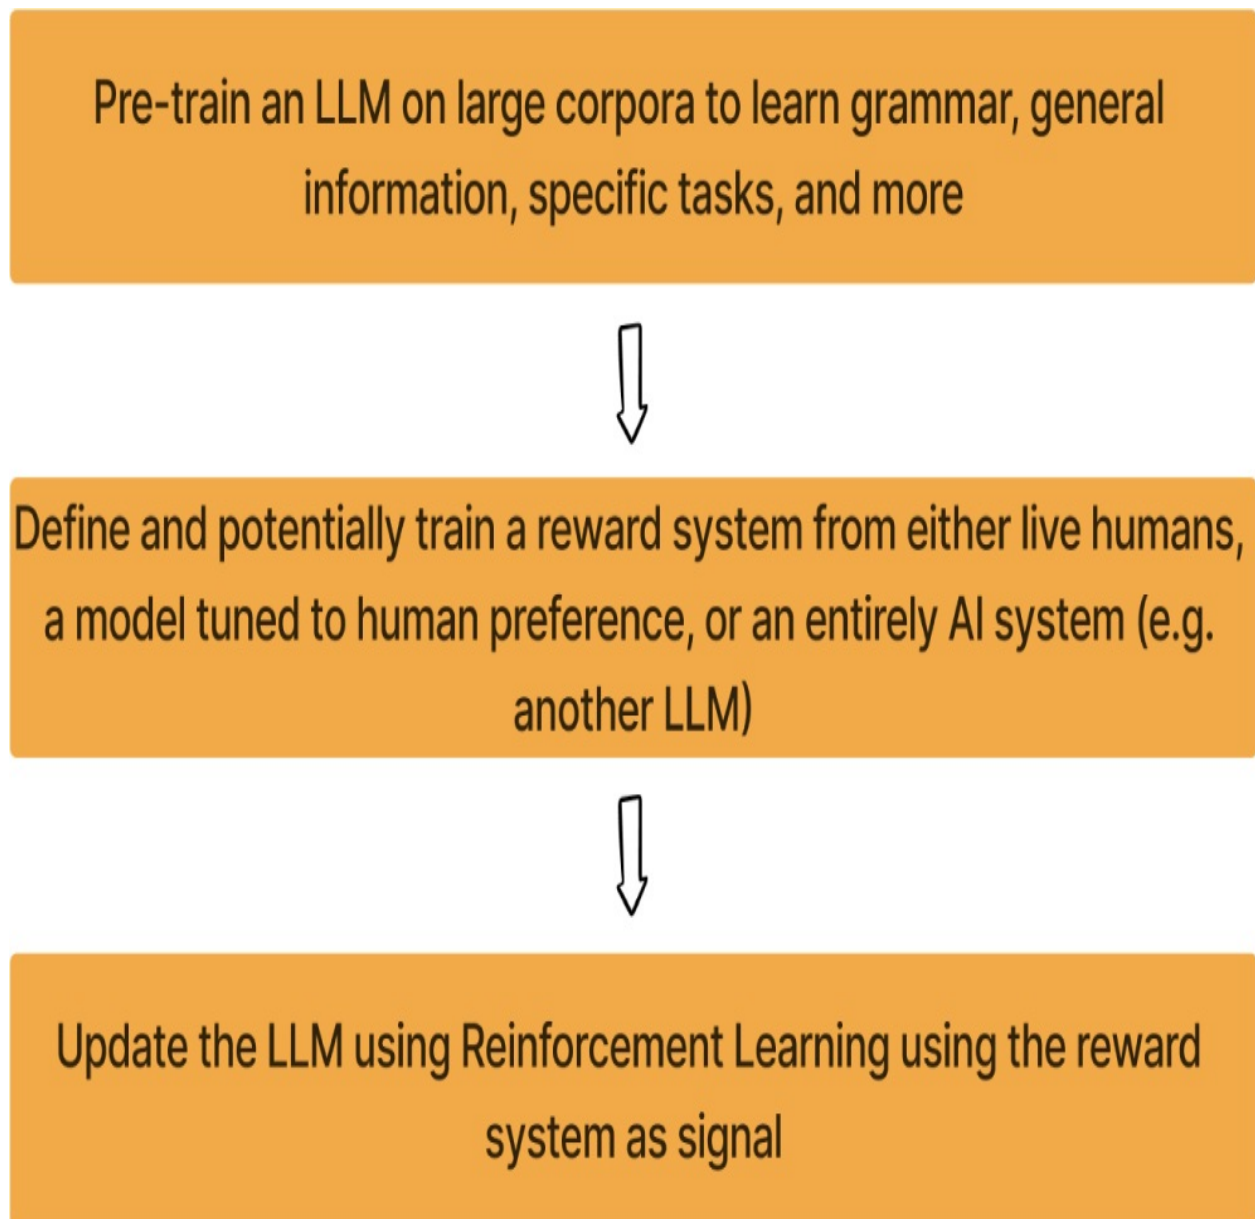 Pre-train an LLM on large corpora to learn grammar, general
information, specific tasks, and more
Define and potentially train a reward system from either live humans,
a model tuned to human preference, or an entirely AI system (e.g.
another LLM)
Update the LLM using Reinforcement Learning using the reward
system as signal